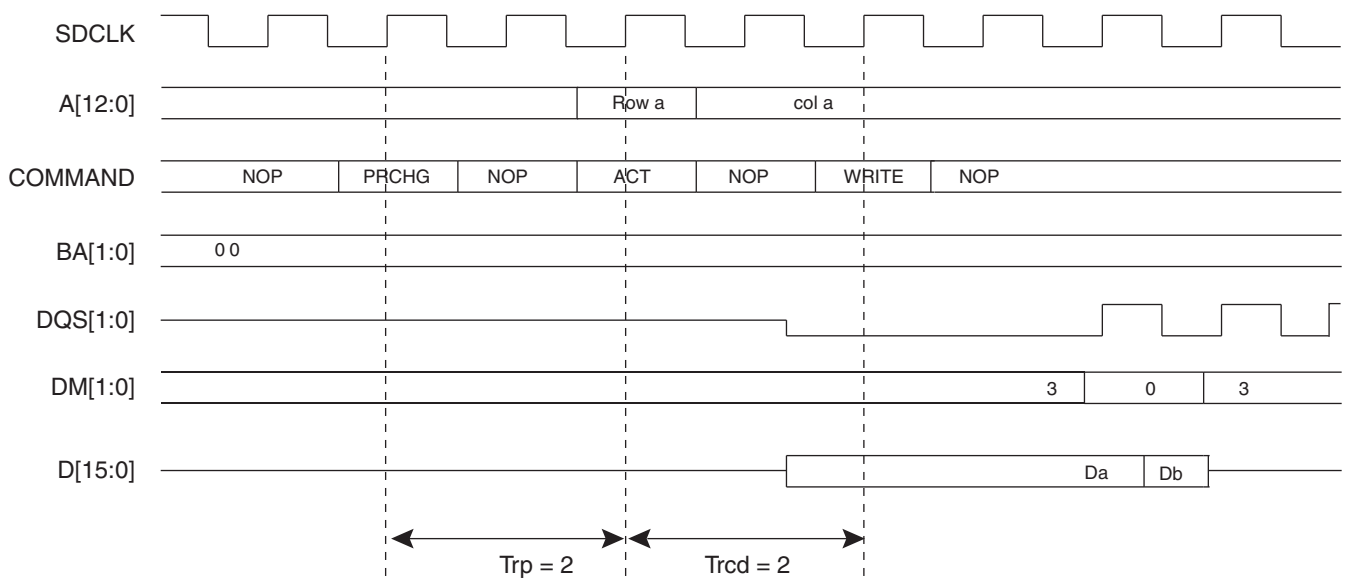 SDCLK
A[12:0] Row a col a
COMMAND NOP PRCHG NOP ACT NOP WRITE NOP
BA[1:0] 0 0
DQS[1:0]
DM[1:0] 3 0 3
D[15:0] Da Db
Trp = 2 Trcd = 2